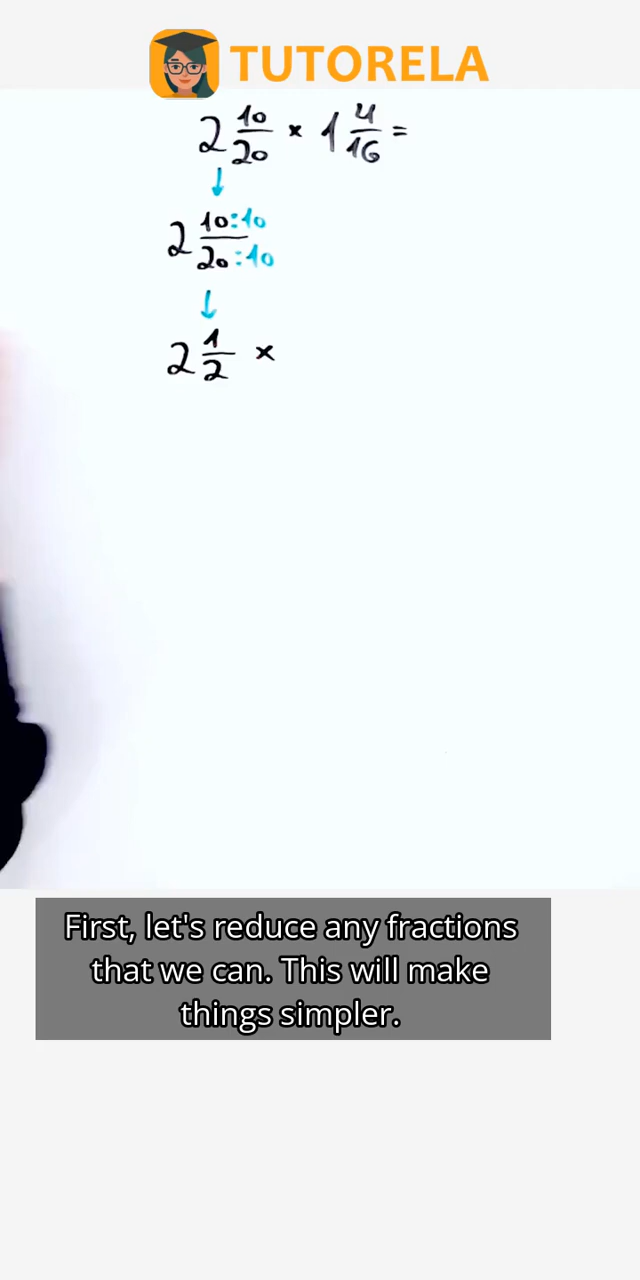 TUTORELA
2 10/20 × 1 4/16 =
↓
2 10:10/20:10
↓
2 1/2 ×
First, let's reduce any fractions
that we can. This will make
things simpler.